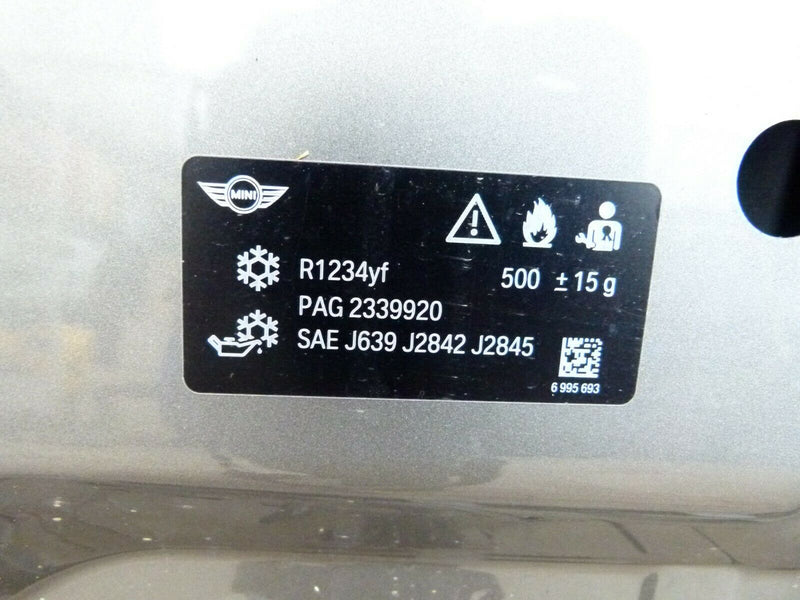 MINI
R1234yf 500 ± 15 g
PAG 2339920
SAE J639 J2842 J2845
6 995 693